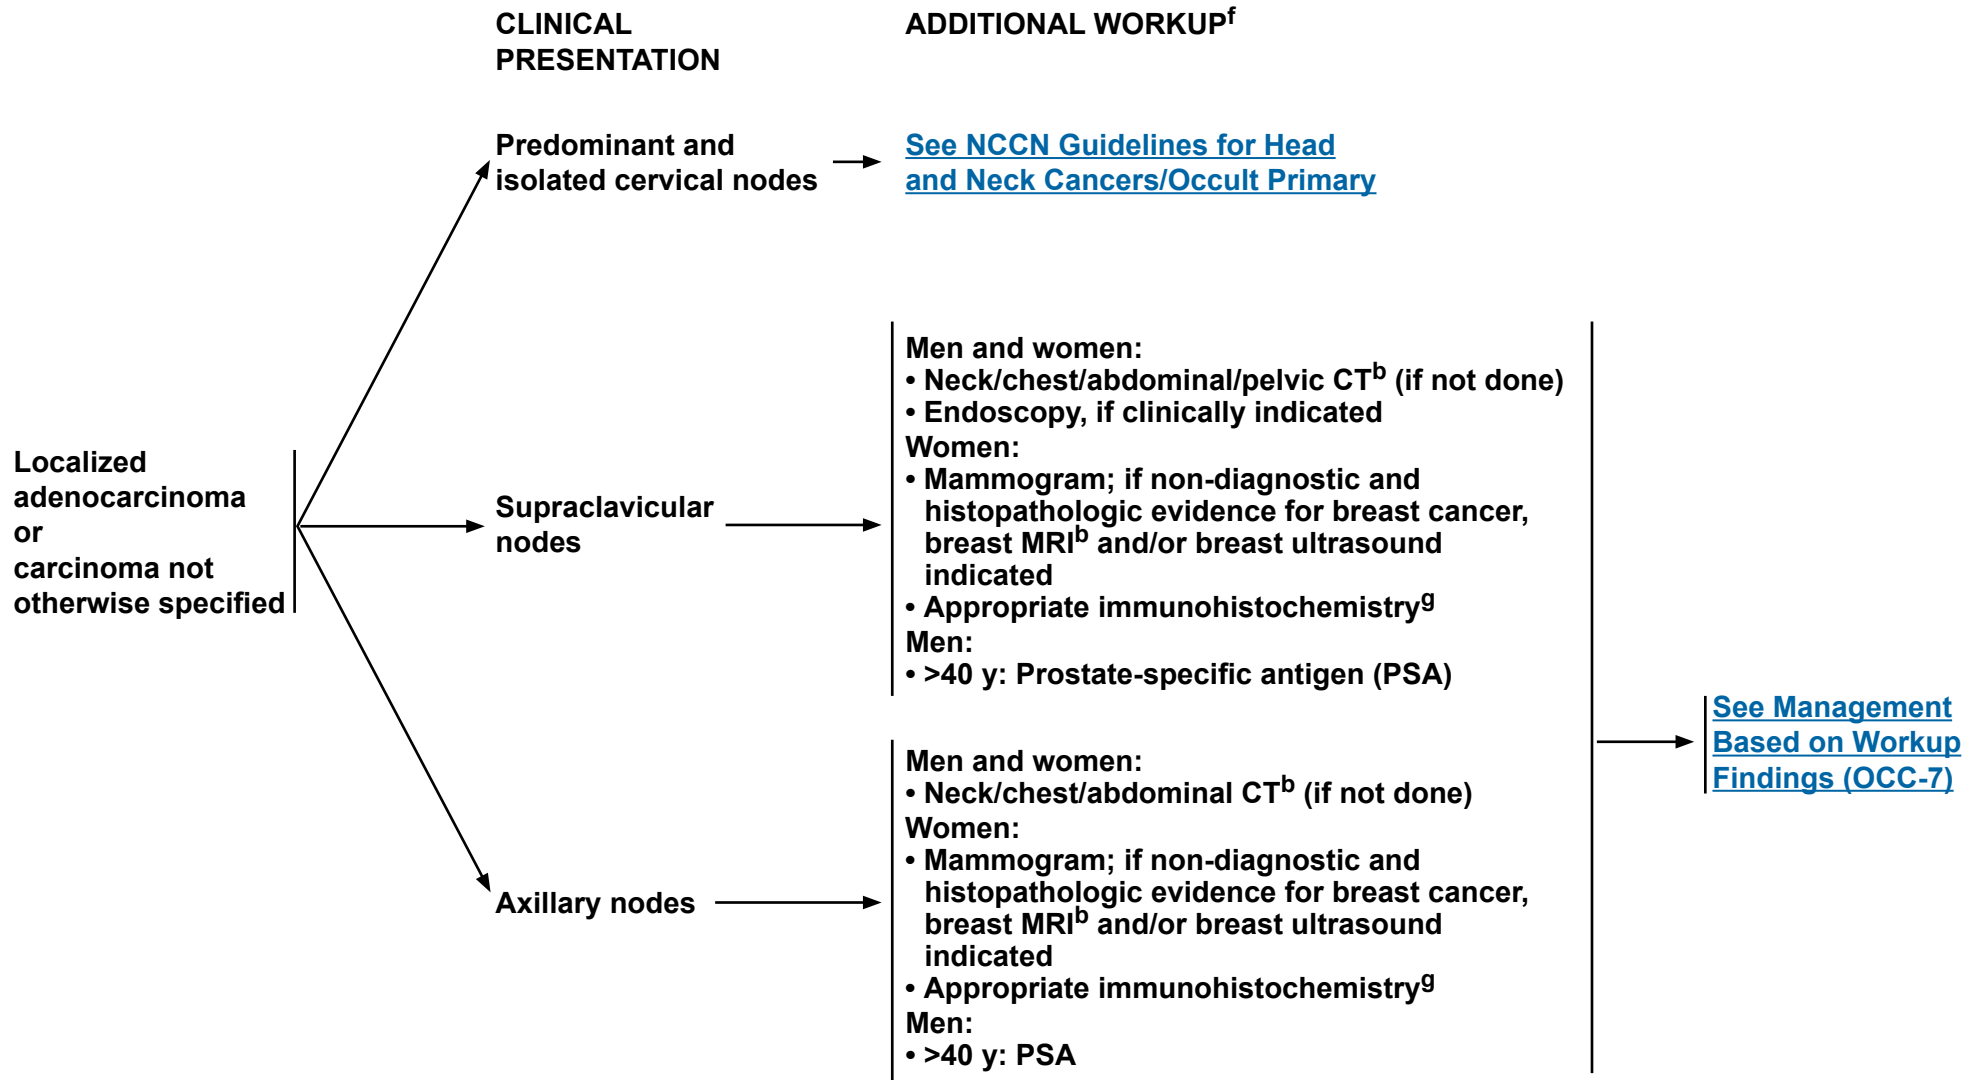 CLINICAL
PRESENTATION
ADDITIONAL WORKUPf
Predominant and
isolated cervical nodes
See NCCN Guidelines for Head
and Neck Cancers/Occult Primary
Localized
adenocarcinoma
or
carcinoma not
otherwise specified
Supraclavicular
nodes
Men and women:
• Neck/chest/abdominal/pelvic CTb (if not done)
• Endoscopy, if clinically indicated
Women:
• Mammogram; if non-diagnostic and
histopathologic evidence for breast cancer,
breast MRIb and/or breast ultrasound
indicated
• Appropriate immunohistochemistryg
Men:
• >40 y: Prostate-specific antigen (PSA)
Axillary nodes
Men and women:
• Neck/chest/abdominal CTb (if not done)
Women:
• Mammogram; if non-diagnostic and
histopathologic evidence for breast cancer,
breast MRIb and/or breast ultrasound
indicated
• Appropriate immunohistochemistryg
Men:
• >40 y: PSA
See Management
Based on Workup
Findings (OCC-7)